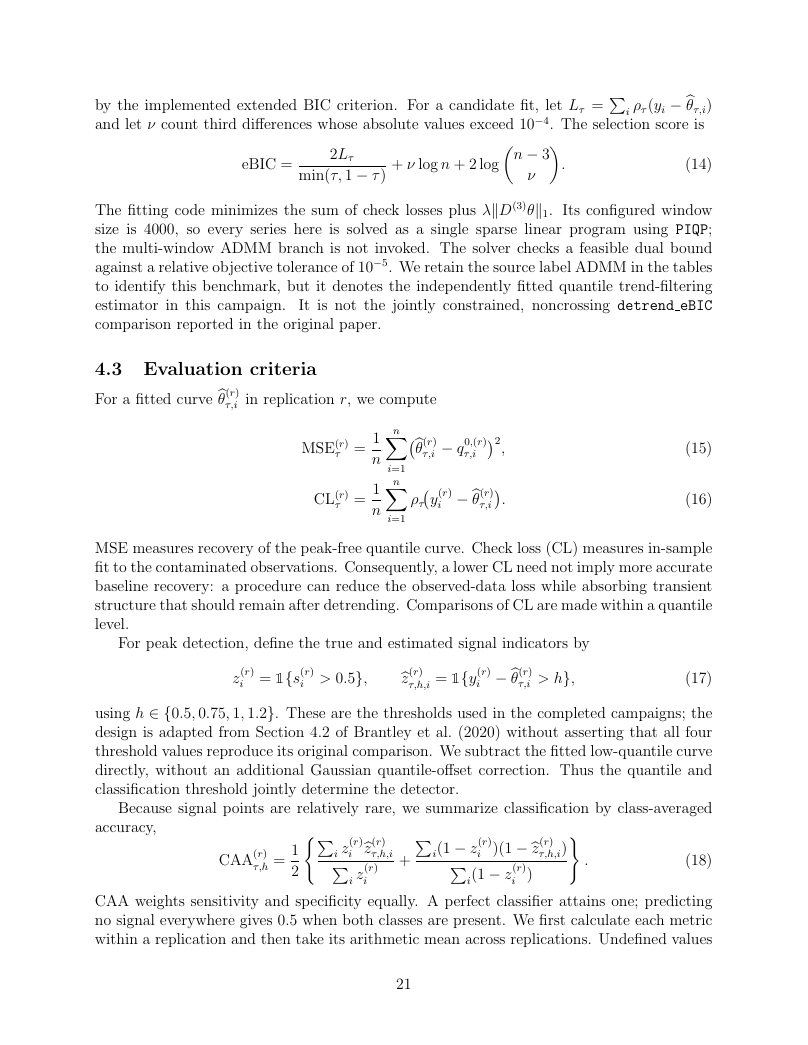 by the implemented extended BIC criterion. For a candidate fit, let L_τ = ∑_i ρ_τ(y_i − θ̂_{τ,i})
and let ν count third differences whose absolute values exceed 10^{−4}. The selection score is
eBIC = 2L_τ / min(τ, 1 − τ) + ν log n + 2 log (n − 3 ν). (14)
The fitting code minimizes the sum of check losses plus λ‖D^{(3)}θ‖_1. Its configured window
size is 4000, so every series here is solved as a single sparse linear program using PIQP;
the multi-window ADMM branch is not invoked. The solver checks a feasible dual bound
against a relative objective tolerance of 10^{−5}. We retain the source label ADMM in the tables
to identify this benchmark, but it denotes the independently fitted quantile trend-filtering
estimator in this campaign. It is not the jointly constrained, noncrossing detrend_eBIC
comparison reported in the original paper.
4.3 Evaluation criteria
For a fitted curve θ̂^{(r)}_{τ,i} in replication r, we compute
MSE^{(r)}_τ = 1/n ∑_{i=1}^n (θ̂^{(r)}_{τ,i} − q^{0,(r)}_{τ,i})^2, (15)
CL^{(r)}_τ = 1/n ∑_{i=1}^n ρ_τ(y^{(r)}_i − θ̂^{(r)}_{τ,i}). (16)
MSE measures recovery of the peak-free quantile curve. Check loss (CL) measures in-sample
fit to the contaminated observations. Consequently, a lower CL need not imply more accurate
baseline recovery: a procedure can reduce the observed-data loss while absorbing transient
structure that should remain after detrending. Comparisons of CL are made within a quantile
level.
For peak detection, define the true and estimated signal indicators by
z^{(r)}_i = 𝟙{s^{(r)}_i > 0.5}, ẑ^{(r)}_{τ,h,i} = 𝟙{y^{(r)}_i − θ̂^{(r)}_{τ,i} > h}, (17)
using h ∈ {0.5, 0.75, 1, 1.2}. These are the thresholds used in the completed campaigns; the
design is adapted from Section 4.2 of Brantley et al. (2020) without asserting that all four
threshold values reproduce its original comparison. We subtract the fitted low-quantile curve
directly, without an additional Gaussian quantile-offset correction. Thus the quantile and
classification threshold jointly determine the detector.
Because signal points are relatively rare, we summarize classification by class-averaged
accuracy,
CAA^{(r)}_{τ,h} = 1/2 { ∑_i z^{(r)}_i ẑ^{(r)}_{τ,h,i} / ∑_i z^{(r)}_i + ∑_i(1 − z^{(r)}_i)(1 − ẑ^{(r)}_{τ,h,i}) / ∑_i(1 − z^{(r)}_i) }. (18)
CAA weights sensitivity and specificity equally. A perfect classifier attains one; predicting
no signal everywhere gives 0.5 when both classes are present. We first calculate each metric
within a replication and then take its arithmetic mean across replications. Undefined values
21